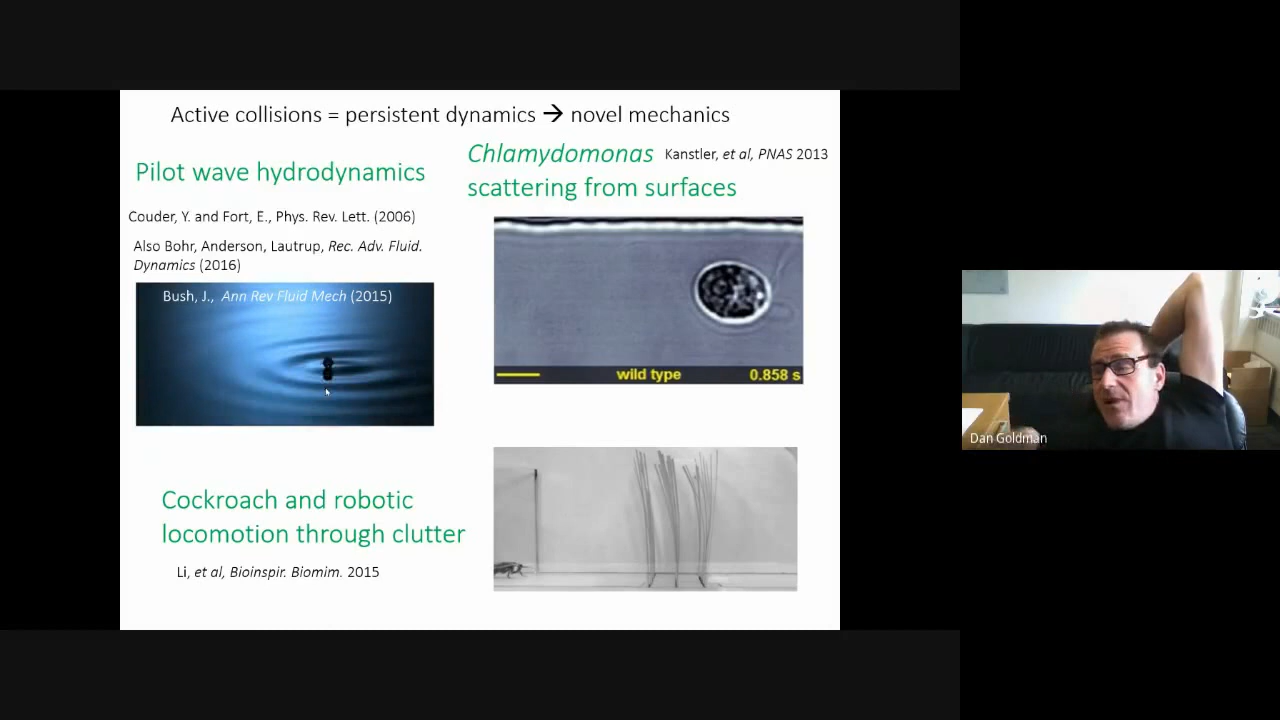 Active collisions = persistent dynamics → novel mechanics
Pilot wave hydrodynamics
Couder, Y. and Fort, E., Phys. Rev. Lett. (2006)
Also Bohr, Anderson, Lautrup, Rec. Adv. Fluid.
Dynamics (2016)
Bush, J., Ann Rev Fluid Mech (2015)
Chlamydomonas Kanstler, et al, PNAS 2013
scattering from surfaces
wild type 0.858 s
Cockroach and robotic
locomotion through clutter
Li, et al, Bioinspir. Biomim. 2015
Dan Goldman